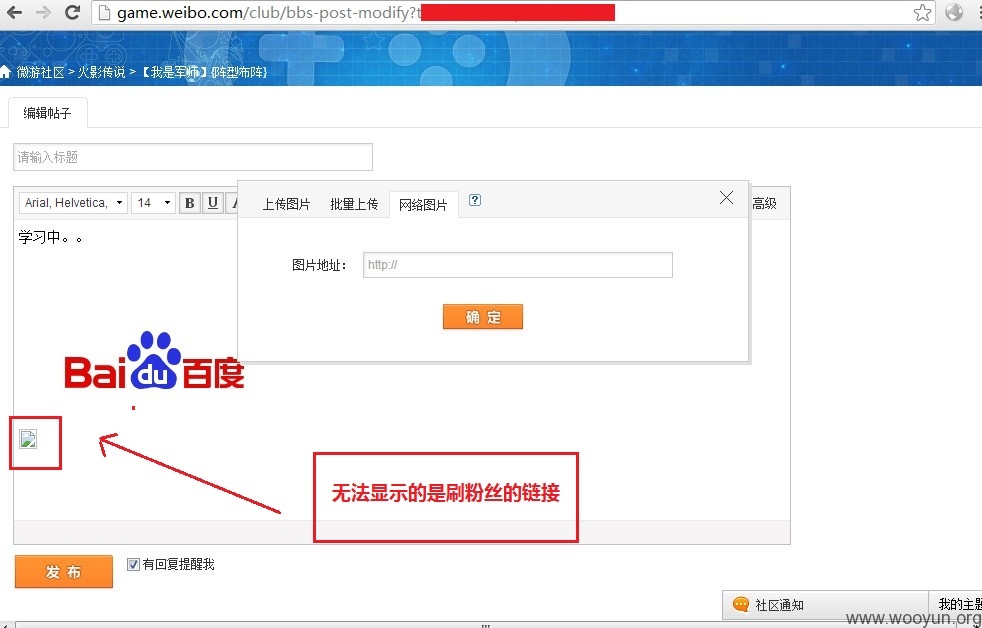 game.weibo.com/club/bbs-post-modify?t
微游社区 > 火影传说 > 【我是军师】{阵型布阵}
编辑帖子
请输入标题
Arial, Helvetica, 14 B U A 高级
上传图片 批量上传 网络图片 ?
学习中。。
图片地址： http://
确 定
Bai du 百度
无法显示的是刷粉丝的链接
发 布 有回复提醒我
社区通知 我的主题
www.wooyun.org